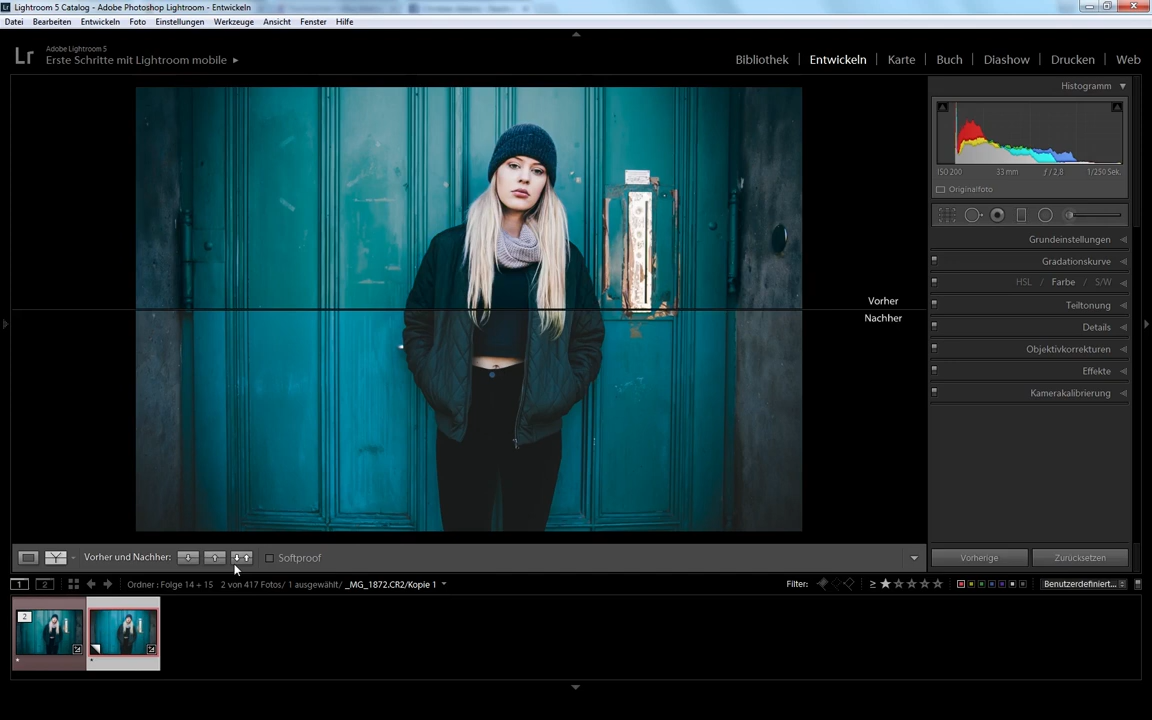 Lightroom 5 Catalog - Adobe Photoshop Lightroom - Entwickeln
Datei Bearbeiten Entwickeln Foto Einstellungen Werkzeuge Ansicht Fenster Hilfe
Lr
Adobe Lightroom 5
Erste Schritte mit Lightroom mobile
Bibliothek | Entwickeln | Karte | Buch | Diashow | Drucken | Web
Histogramm
ISO 200 33 mm ƒ / 2,8 1/250 Sek.
Originalfoto
Grundeinstellungen
Gradationskurve
HSL / Farbe / S/W
Teiltonung
Details
Objektivkorrekturen
Effekte
Kamerakalibrierung
Vorher
Nachher
Vorher und Nachher:
Softproof
Vorherige
Zurücksetzen
1 2
Ordner : Folge 14 + 15 2 von 417 Fotos/ 1 ausgewählt/ _MG_1872.CR2/Kopie 1
Filter:
≥ ★ ★ ★ ★ ★
Benutzerdefiniert...
2